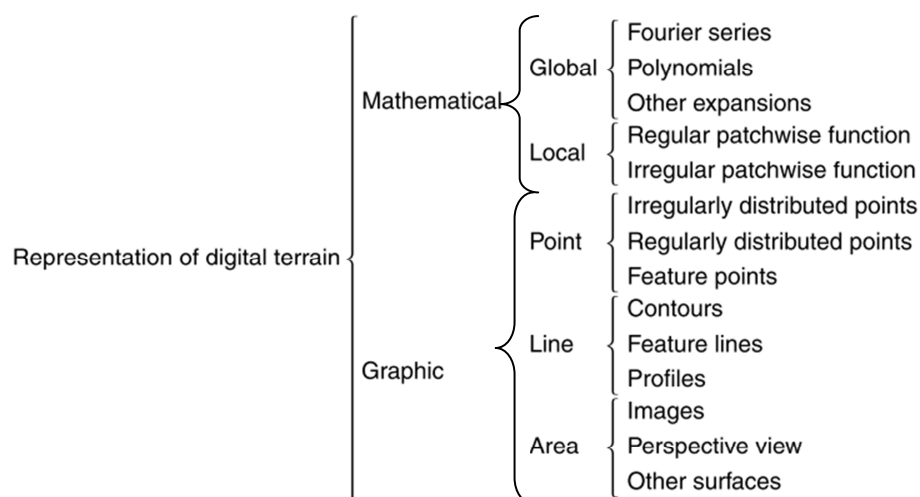 Representation of digital terrain
Mathematical
Global
Fourier series
Polynomials
Other expansions
Local
Regular patchwise function
Irregular patchwise function
Graphic
Point
Irregularly distributed points
Regularly distributed points
Feature points
Line
Contours
Feature lines
Profiles
Area
Images
Perspective view
Other surfaces